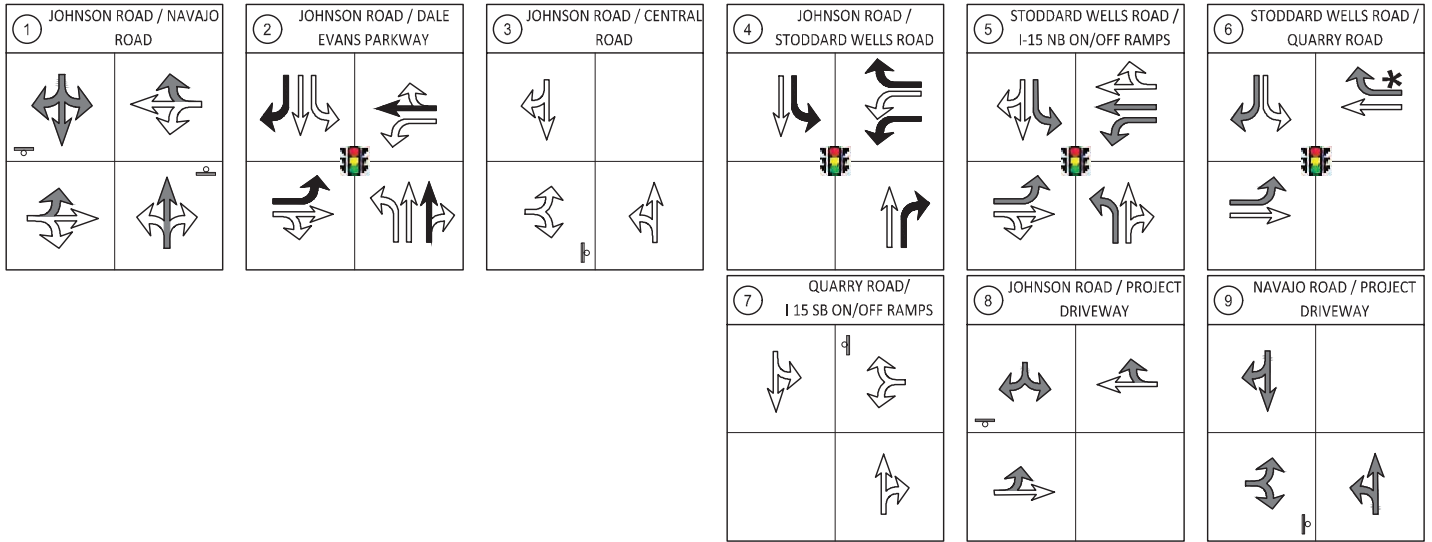 1
JOHNSON ROAD / NAVAJO
ROAD
2
JOHNSON ROAD / DALE
EVANS PARKWAY
3
JOHNSON ROAD / CENTRAL
ROAD
4
JOHNSON ROAD /
STODDARD WELLS ROAD
5
STODDARD WELLS ROAD /
I-15 NB ON/OFF RAMPS
6
STODDARD WELLS ROAD /
QUARRY ROAD
*
7
QUARRY ROAD/
I 15 SB ON/OFF RAMPS
8
JOHNSON ROAD / PROJECT
DRIVEWAY
9
NAVAJO ROAD / PROJECT
DRIVEWAY